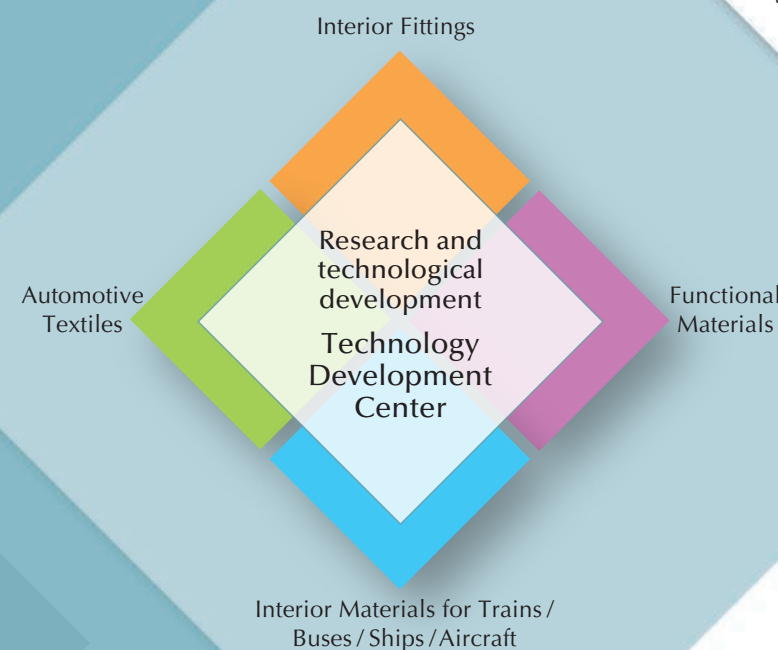 Interior Fittings
Research and
technological
development
Technology
Development
Center
Automotive
Textiles
Functional
Materials
Interior Materials for Trains /
Buses / Ships / Aircraft